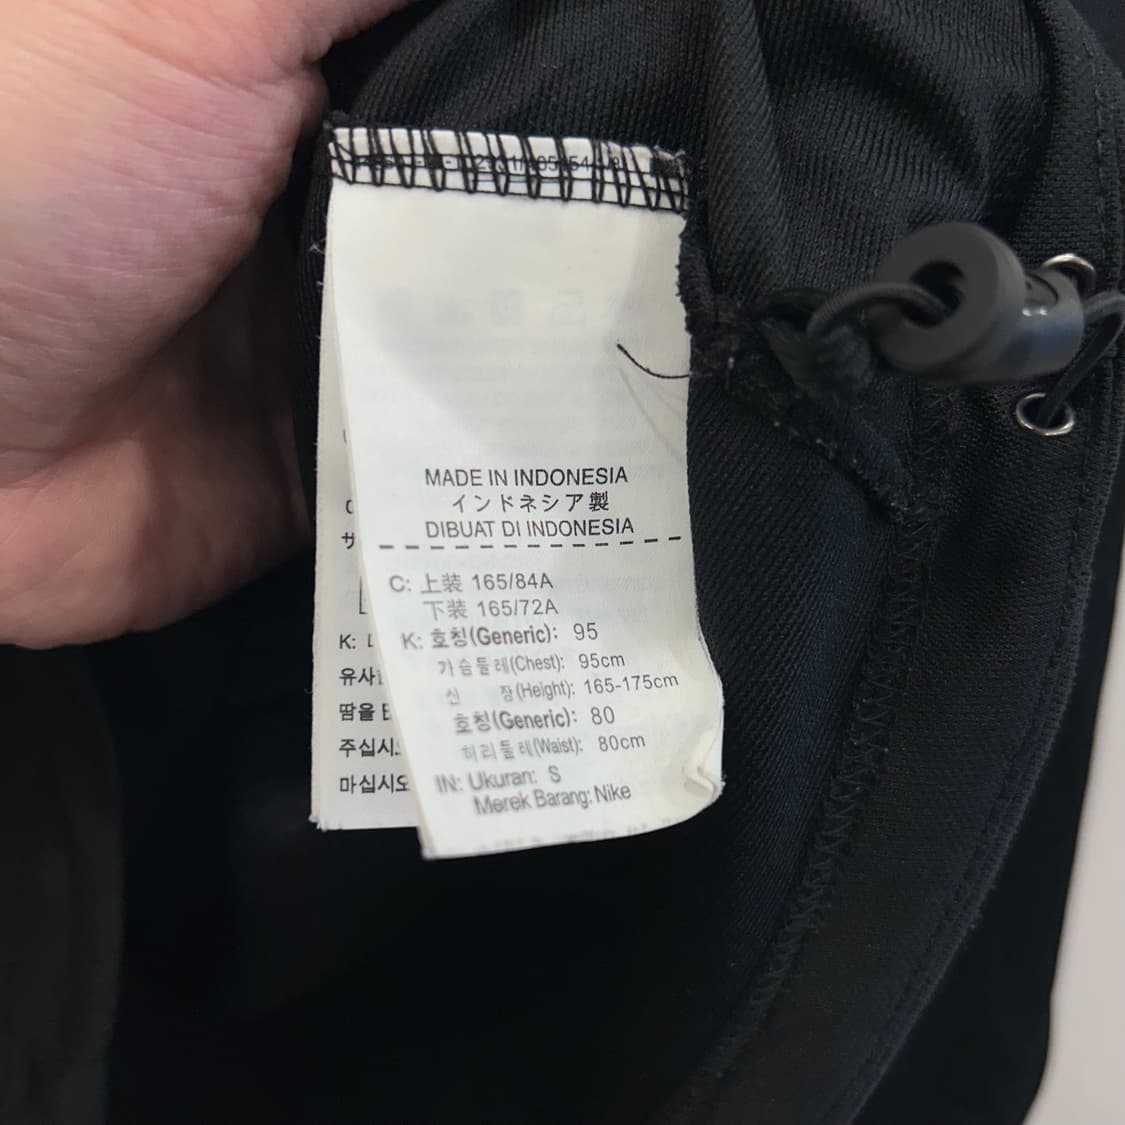 MADE IN INDONESIA
インドネシア製
DIBUAT DI INDONESIA
C: 上装 165/84A
下装 165/72A
K: 호칭(Generic): 95
가슴둘레(Chest): 95cm
신 장(Height): 165-175cm
호칭(Generic): 80
허리둘레(Waist): 80cm
IN: Ukuran: S
Merek Barang: Nike
サ
K:
유사
땀을
주십시오
마십시오